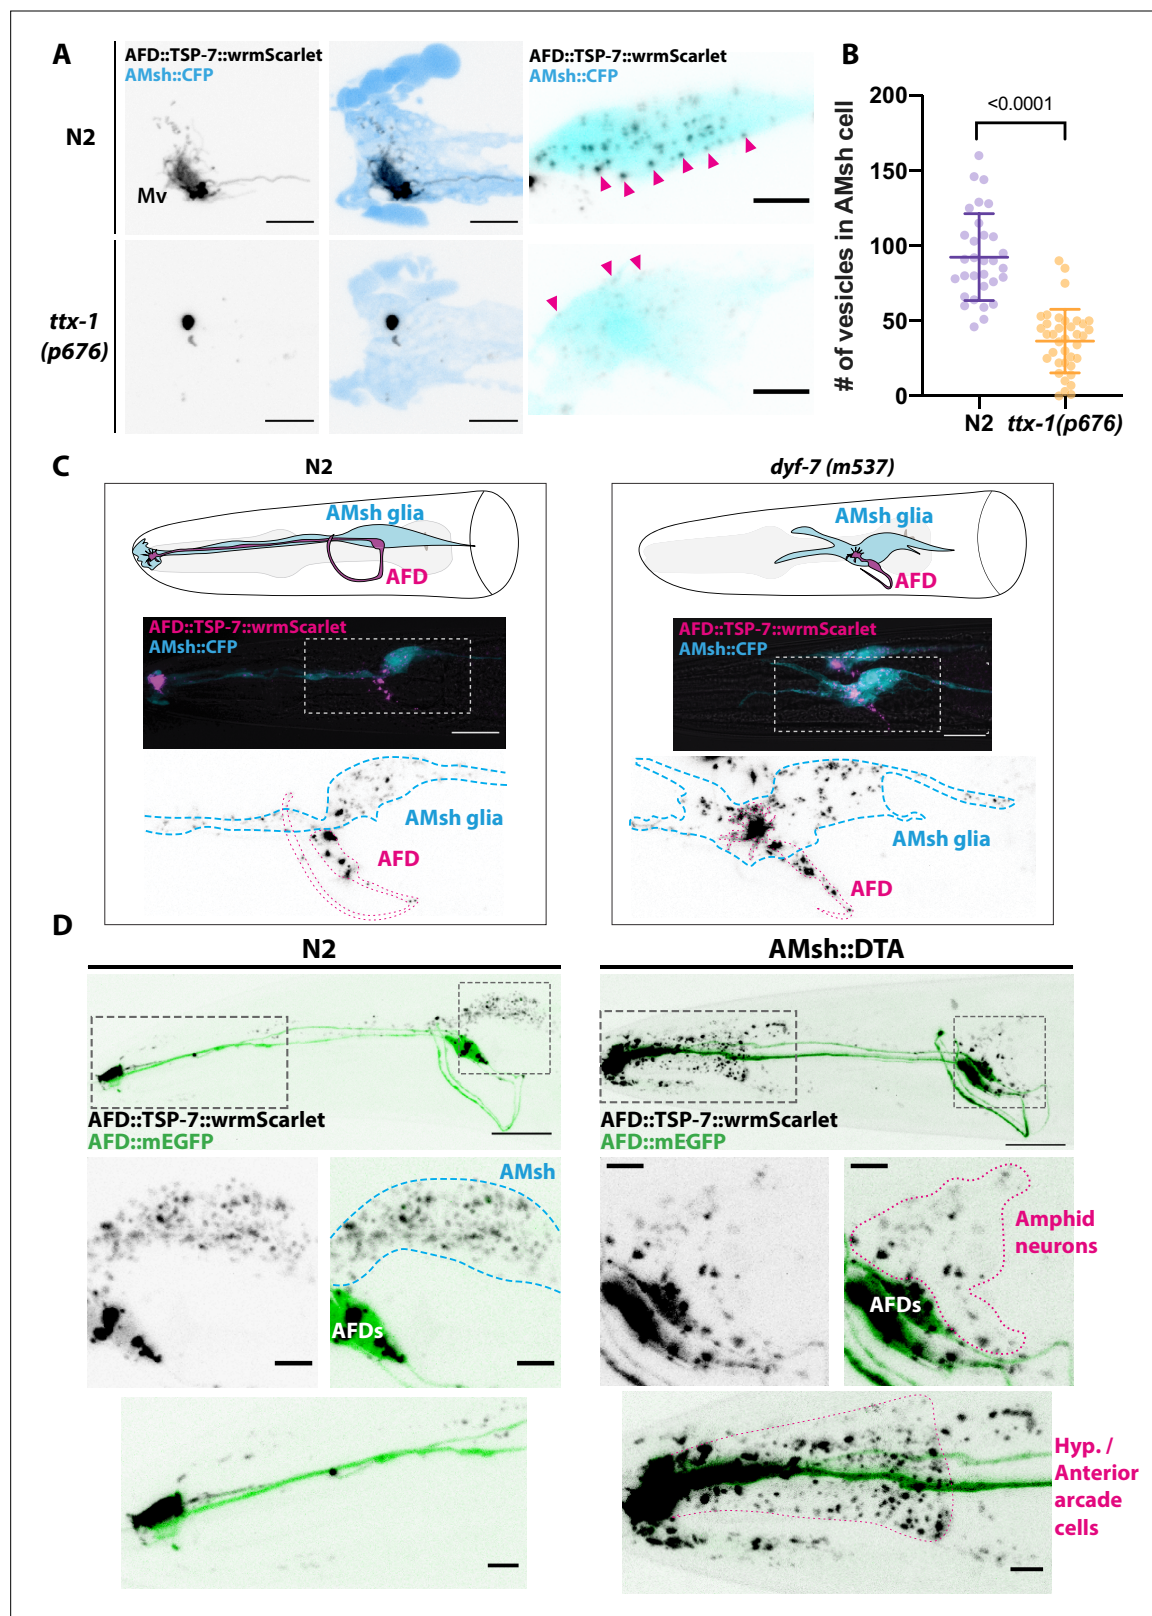 A
AFD::TSP-7::wrmScarlet
AMsh::CFP
AFD::TSP-7::wrmScarlet
AMsh::CFP
N2
Mv
ttx-1
(p676)
B
# of vesicles in AMsh cell
200
150
100
50
0
<0.0001
N2
ttx-1(p676)
C
N2
AMsh glia
AFD
AFD::TSP-7::wrmScarlet
AMsh::CFP
AMsh glia
AFD
dyf-7 (m537)
AMsh glia
AFD
AFD::TSP-7::wrmScarlet
AMsh::CFP
AMsh glia
AFD
D
N2
AFD::TSP-7::wrmScarlet
AFD::mEGFP
AMsh
AFDs
AMsh::DTA
AFD::TSP-7::wrmScarlet
AFD::mEGFP
Amphid
neurons
AFDs
Hyp. /
Anterior
arcade
cells